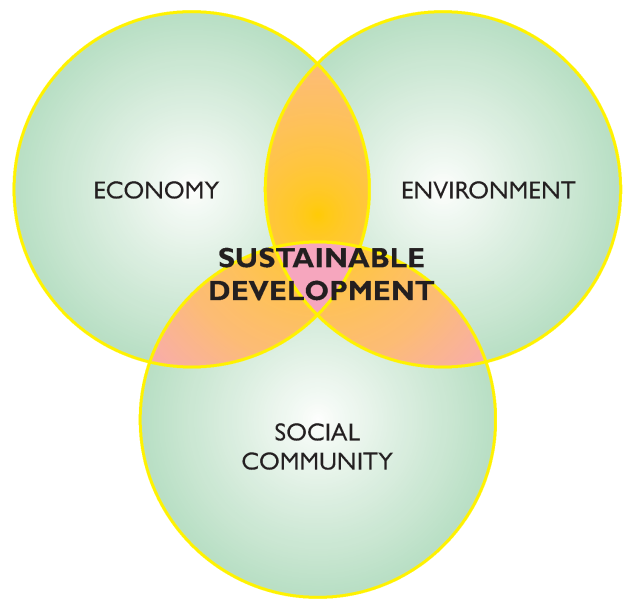 ECONOMY
ENVIRONMENT
SUSTAINABLE
DEVELOPMENT
SOCIAL
COMMUNITY